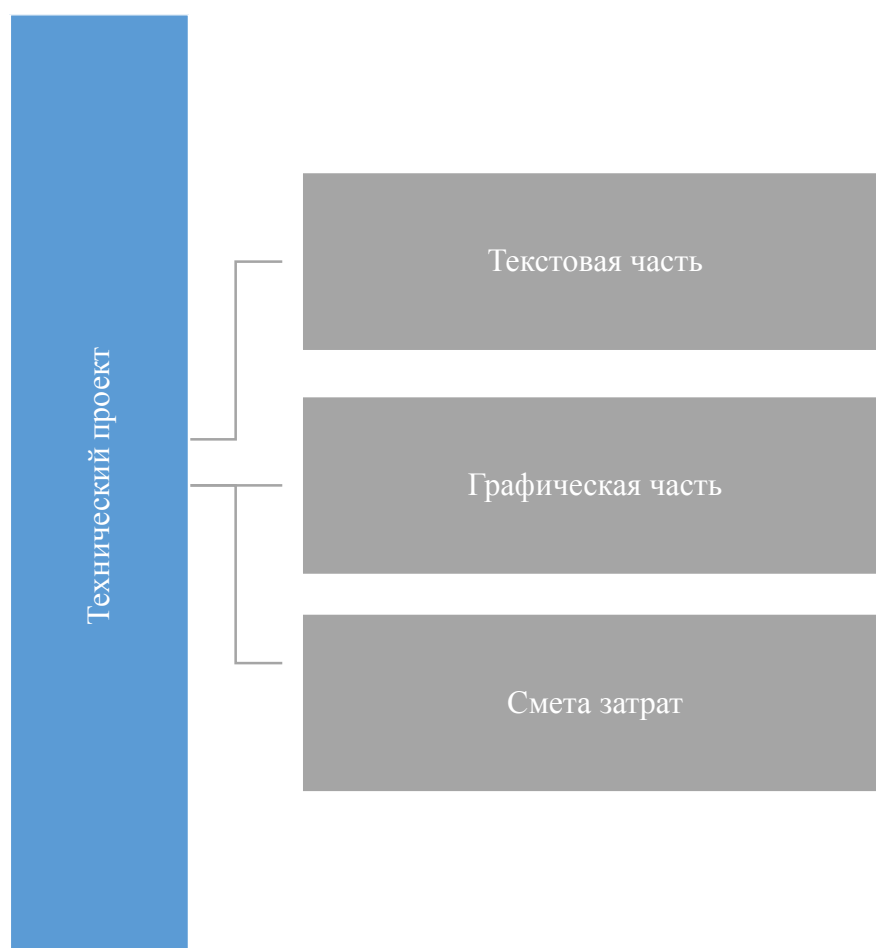 Технический проект
Текстовая часть
Графическая часть
Смета затрат